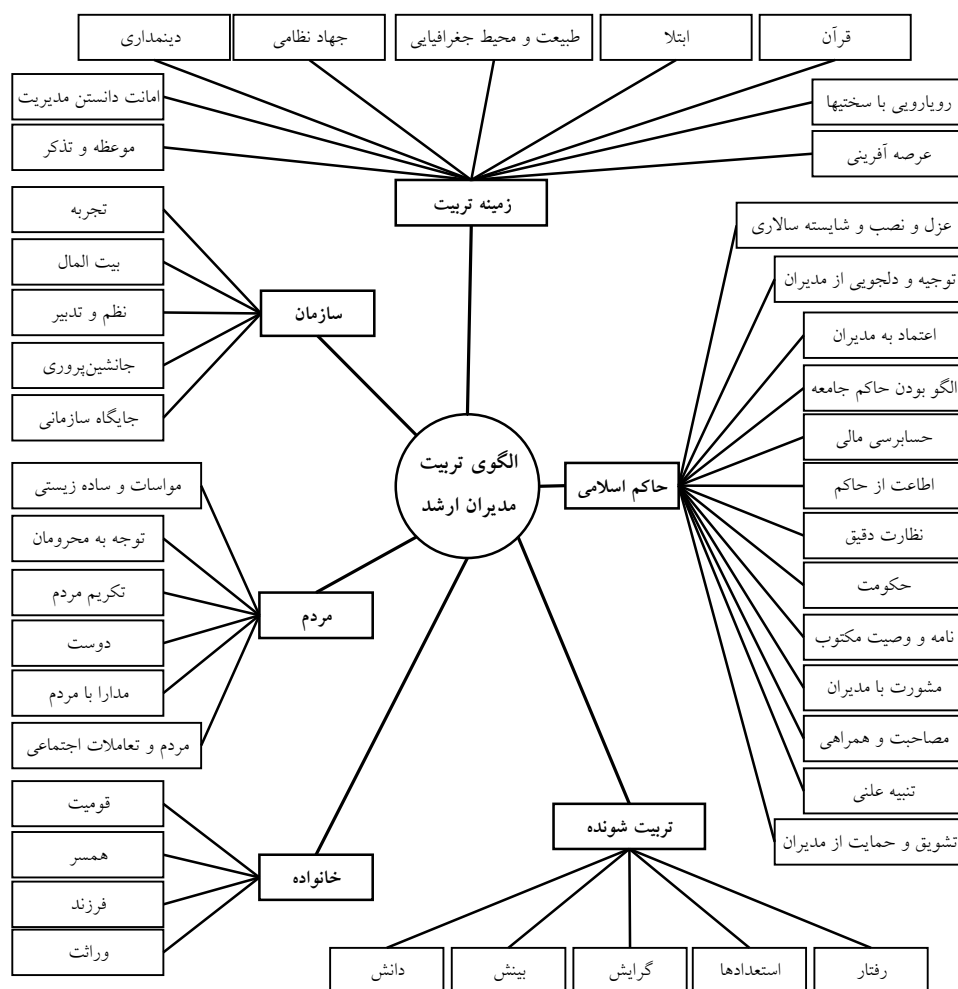 قرآن
ابتلا
طبیعت و محیط جغرافیایی
جهاد نظامی
دینمداری
رویارویی با سختیها
عرصه آفرینی
امانت دانستن مدیریت
موعظه و تذکر
زمینه تربیت
عزل و نصب و شایسته سالاری
توجیه و دلجویی از مدیران
اعتماد به مدیران
الگو بودن حاکم جامعه
حسابرسی مالی
اطاعت از حاکم
نظارت دقیق
حکومت
نامه و وصیت مکتوب
مشورت با مدیران
مصاحبت و همراهی
تنبیه علنی
تشویق و حمایت از مدیران
حاکم اسلامی
الگوی تربیت
مدیران ارشد
سازمان
تجربه
بیت المال
نظم و تدبیر
جانشین‌پروری
جایگاه سازمانی
مردم
مواسات و ساده زیستی
توجه به محرومان
تکریم مردم
دوست
مدارا با مردم
مردم و تعاملات اجتماعی
خانواده
قومیت
همسر
فرزند
وراثت
تربیت شونده
رفتار
استعدادها
گرایش
بینش
دانش